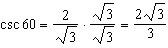 csc 60 = 2/√3 · √3/√3 = 2√3/3